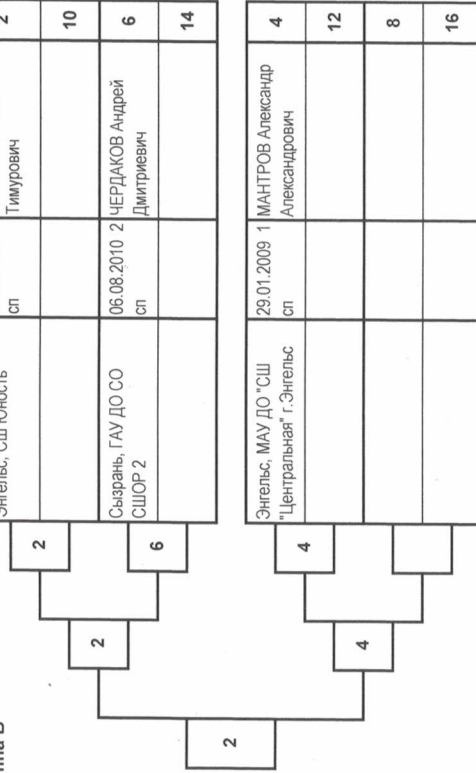 2
Тимурович
сп
Энгельс, СШ Юность
10
6
ЧЕРДАКОВ Андрей
Дмитриевич
06.08.2010 2
сп
Сызрань, ГАУ ДО СО
СШОР 2
14
4
МАНТРОВ Александр
Александрович
29.01.2009 1
сп
Энгельс, МАУ ДО "СШ
"Центральная" г.Энгельс
12
8
16
2
6
4
2
4
2